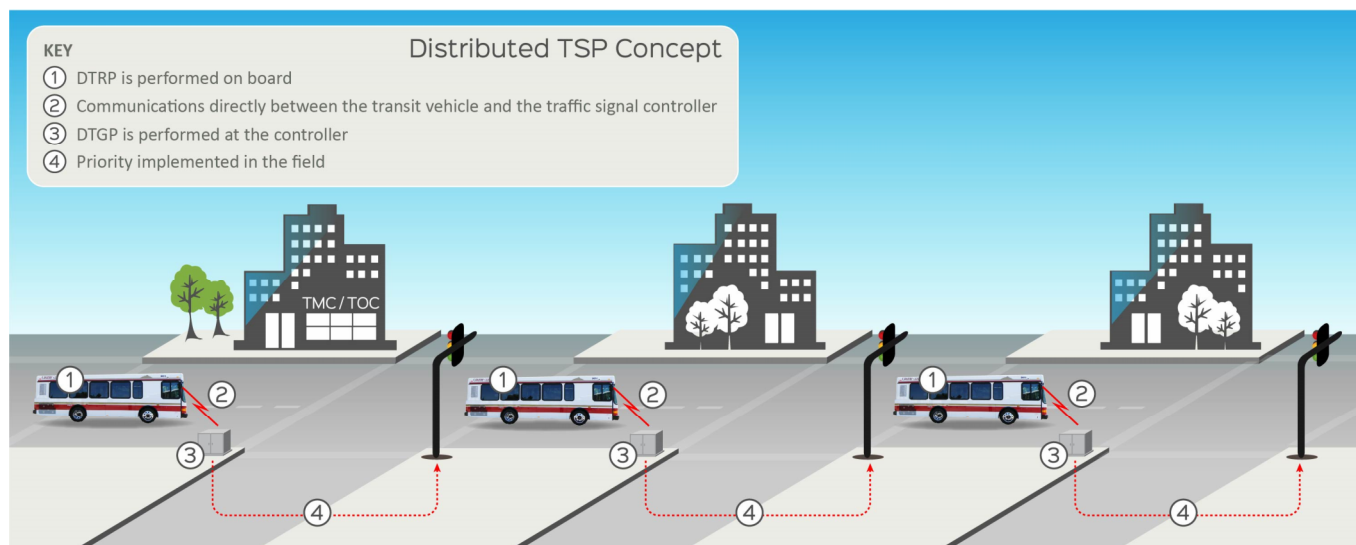 KEY
Distributed TSP Concept
1 DTRP is performed on board
2 Communications directly between the transit vehicle and the traffic signal controller
3 DTGP is performed at the controller
4 Priority implemented in the field
TMC / TOC
1
2
3
4
1
2
3
4
1
2
3
4